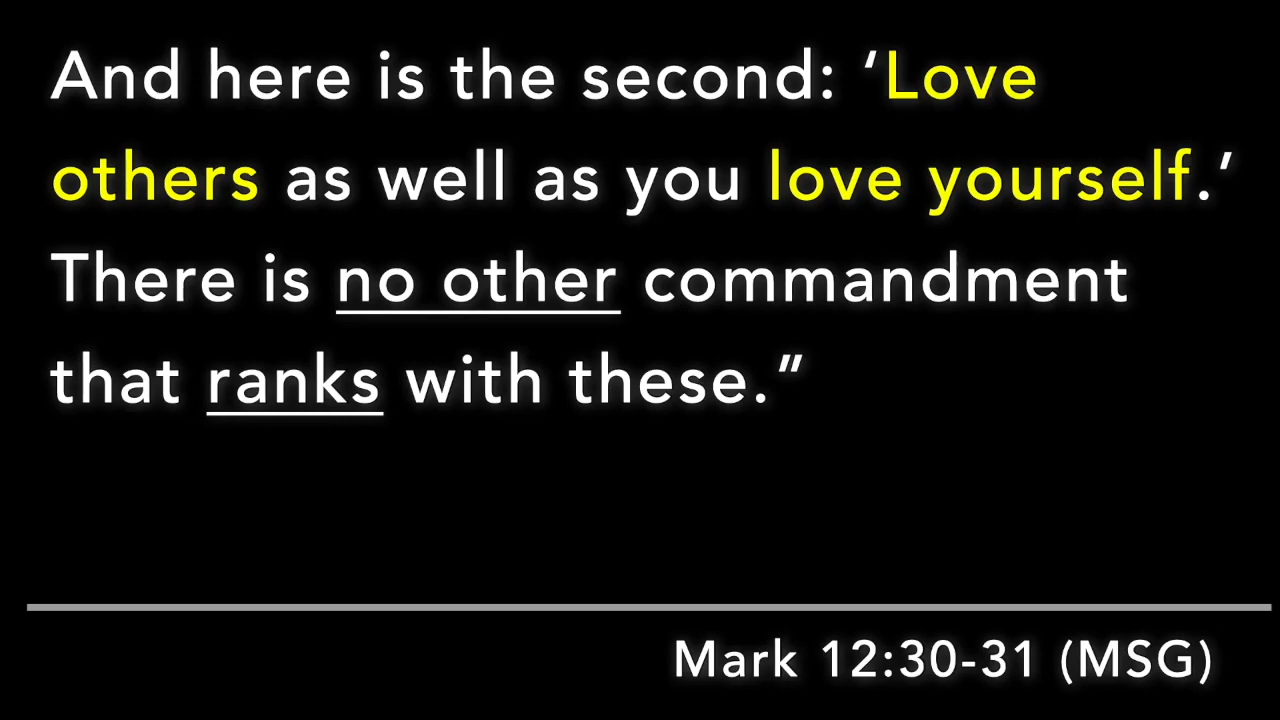 And here is the second: ‘Love
others as well as you love yourself.’
There is no other commandment
that ranks with these.”
Mark 12:30-31 (MSG)